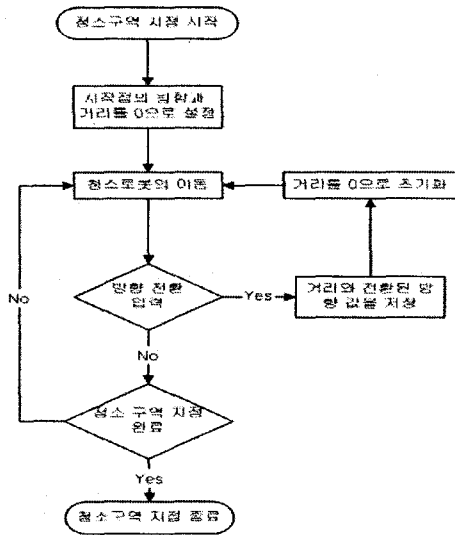 청소구역 지정 시작
시작점의 방향과
거리를 0으로 설정
청소로봇의 이동
거리를 0으로 초기화
방향 전환
입력
Yes
거리와 전환된 방
향 값을 저장
No
No
청소 구역 지정
완료
Yes
청소구역 지정 종료